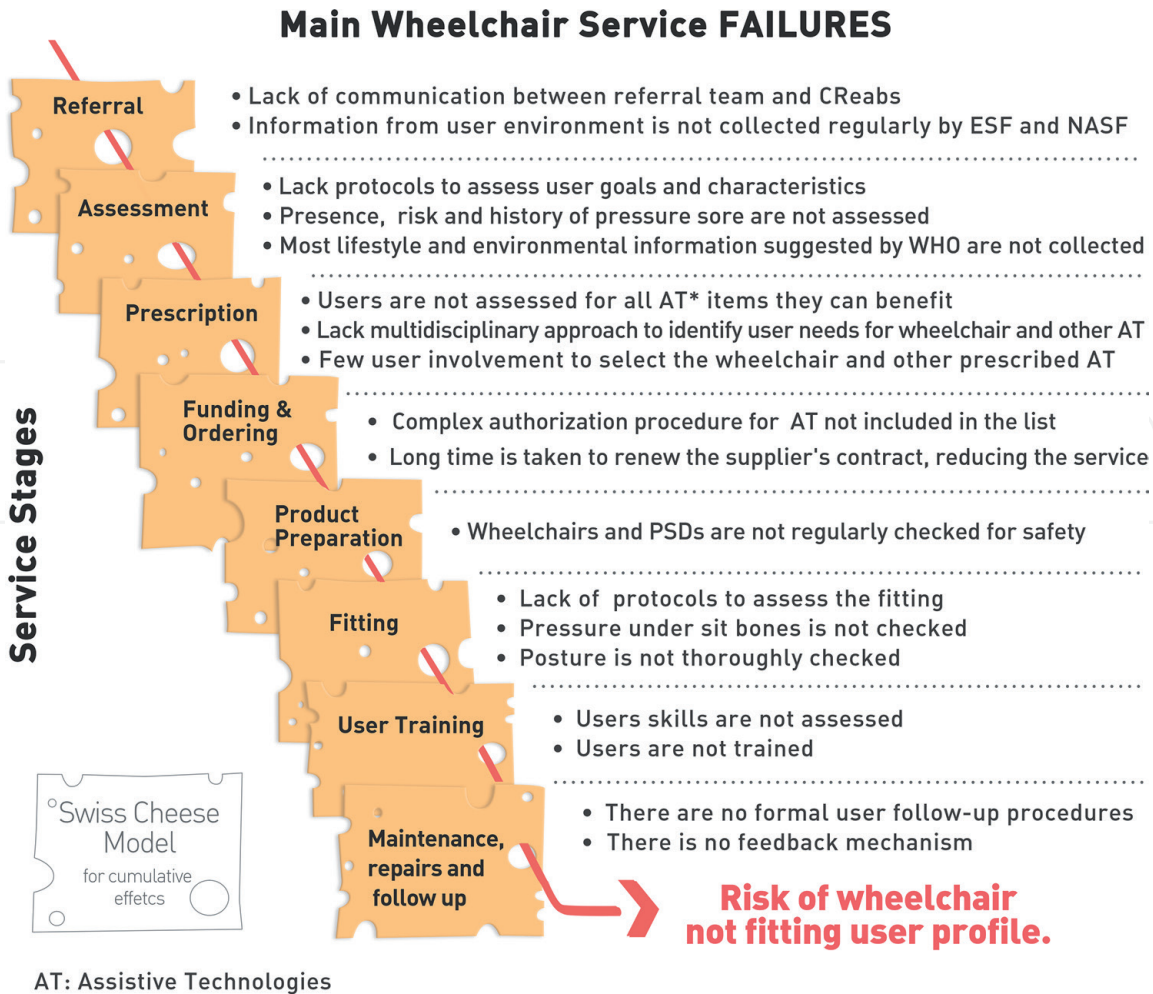 Main Wheelchair Service FAILURES
Referral
• Lack of communication between referral team and CReabs
• Information from user environment is not collected regularly by ESF and NASF
Assessment
• Lack protocols to assess user goals and characteristics
• Presence, risk and history of pressure sore are not assessed
• Most lifestyle and environmental information suggested by WHO are not collected
Prescription
• Users are not assessed for all AT* items they can benefit
• Lack multidisciplinary approach to identify user needs for wheelchair and other AT
• Few user involvement to select the wheelchair and other prescribed AT
Funding &
Ordering
• Complex authorization procedure for AT not included in the list
• Long time is taken to renew the supplier's contract, reducing the service
Product
Preparation
• Wheelchairs and PSDs are not regularly checked for safety
Fitting
• Lack of protocols to assess the fitting
• Pressure under sit bones is not checked
• Posture is not thoroughly checked
User Training
• Users skills are not assessed
• Users are not trained
Maintenance,
repairs and
follow up
• There are no formal user follow-up procedures
• There is no feedback mechanism
Risk of wheelchair
not fitting user profile.
Service Stages
Swiss Cheese
Model
for cumulative
effetcs
AT: Assistive Technologies